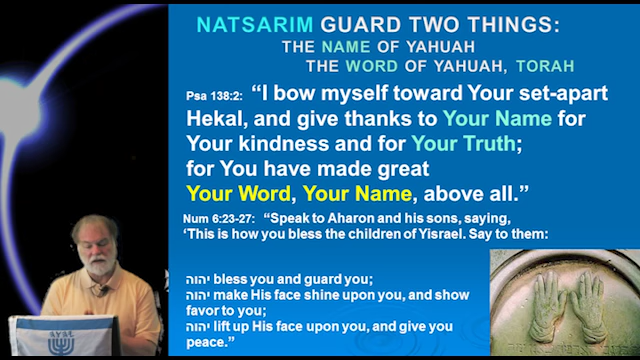 NATSARIM GUARD TWO THINGS:
THE NAME OF YAHUAH
THE WORD OF YAHUAH, TORAH
Psa 138:2: “I bow myself toward Your set-apart
Hekal, and give thanks to Your Name for
Your kindness and for Your Truth;
for You have made great
Your Word, Your Name, above all.”
Num 6:23-27: “Speak to Aharon and his sons, saying,
‘This is how you bless the children of Yisrael. Say to them:
יהוה bless you and guard you;
יהוה make His face shine upon you, and show
favor to you;
יהוה lift up His face upon you, and give you
peace.”